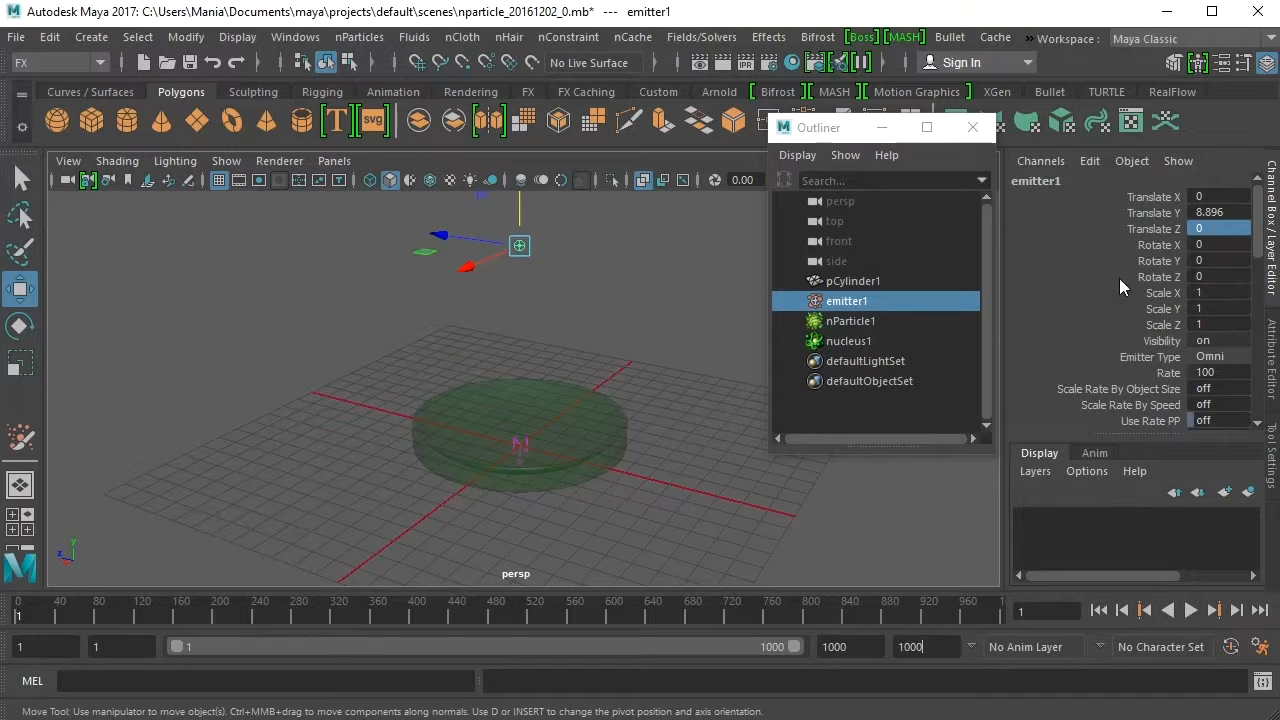 Autodesk Maya 2017: C:\Users\Mania\Documents\maya\projects\default\scenes\nparticle_20161202_0.mb* --- emitter1
File Edit Create Select Modify Display Windows nParticles Fluids nCloth nHair nConstraint nCache Fields/Solvers Effects Bifrost [Boss] [MASH] Bullet Cache » Workspace : Maya Classic
FX No Live Surface Sign In
Curves / Surfaces Polygons Sculpting Rigging Animation Rendering FX FX Caching Custom Arnold [ Bifrost ] [ MASH ] [ Motion Graphics ] XGen Bullet TURTLE RealFlow
T svg
View Shading Lighting Show Renderer Panels
0.00
Outliner
Display Show Help
Search...
persp
top
front
side
pCylinder1
emitter1
nParticle1
nucleus1
defaultLightSet
defaultObjectSet
N
y
z
persp
Channels Edit Object Show
emitter1
Translate X 0
Translate Y 8.896
Translate Z 0
Rotate X 0
Rotate Y 0
Rotate Z 0
Scale X 1
Scale Y 1
Scale Z 1
Visibility on
Emitter Type Omni
Rate 100
Scale Rate By Object Size off
Scale Rate By Speed off
Use Rate PP off
Display Anim
Layers Options Help
Channel Box / Layer Editor
Attribute Editor
Tool Settings
0 40 80 120 160 200 240 280 320 360 400 440 480 520 560 600 640 680 720 760 800 840 880 920 960 1
1
1
1 1 1 1000 1000 1000 No Anim Layer No Character Set
MEL
Move Tool: Use manipulator to move object(s). Ctrl+MMB+drag to move components along normals. Use D or INSERT to change the pivot position and axis orientation.